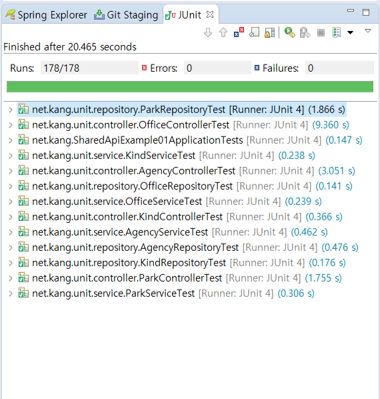 Spring Explorer Git Staging JUnit
Finished after 20.465 seconds
Runs: 178/178 Errors: 0 Failures: 0
net.kang.unit.repository.ParkRepositoryTest [Runner: JUnit 4] (1.866 s)
net.kang.unit.controller.OfficeControllerTest [Runner: JUnit 4] (9.360 s)
net.kang.SharedApiExample01ApplicationTests [Runner: JUnit 4] (0.147 s)
net.kang.unit.service.KindServiceTest [Runner: JUnit 4] (0.238 s)
net.kang.unit.controller.AgencyControllerTest [Runner: JUnit 4] (3.051 s)
net.kang.unit.repository.OfficeRepositoryTest [Runner: JUnit 4] (0.141 s)
net.kang.unit.service.OfficeServiceTest [Runner: JUnit 4] (0.239 s)
net.kang.unit.controller.KindControllerTest [Runner: JUnit 4] (0.366 s)
net.kang.unit.service.AgencyServiceTest [Runner: JUnit 4] (0.462 s)
net.kang.unit.repository.AgencyRepositoryTest [Runner: JUnit 4] (0.476 s)
net.kang.unit.repository.KindRepositoryTest [Runner: JUnit 4] (0.176 s)
net.kang.unit.controller.ParkControllerTest [Runner: JUnit 4] (1.755 s)
net.kang.unit.service.ParkServiceTest [Runner: JUnit 4] (0.306 s)